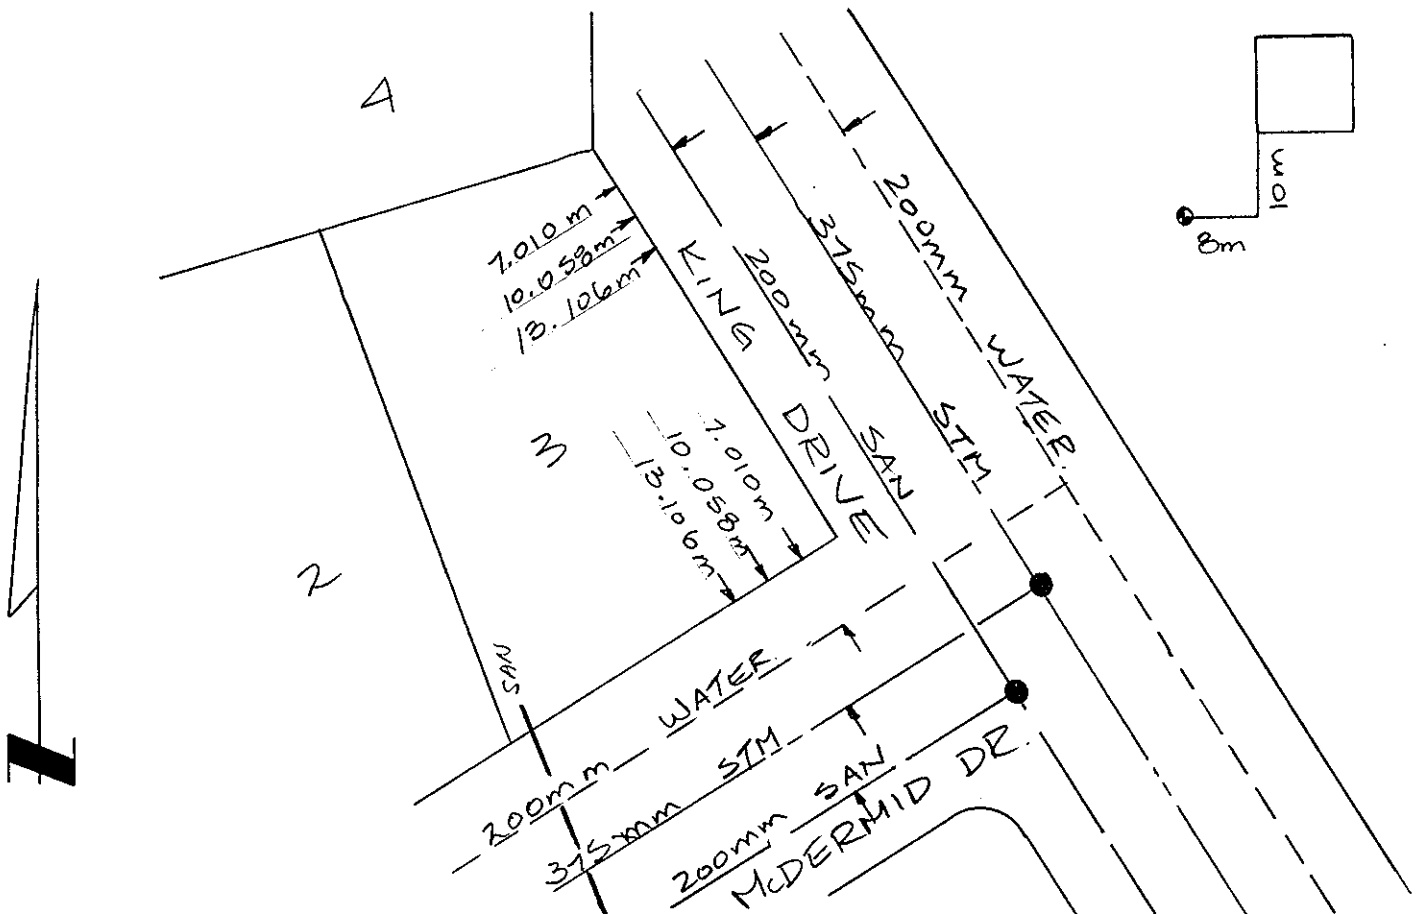 4
10m
8m
7.010 m
10.058m
13.106m
KING DRIVE
200mm SAN
375mm STM
200mm WATER.
3
7.010m
10.058m
13.106m
2
SAN
200mm WATER
375mm STM
200mm SAN
McDERMID DR.
N